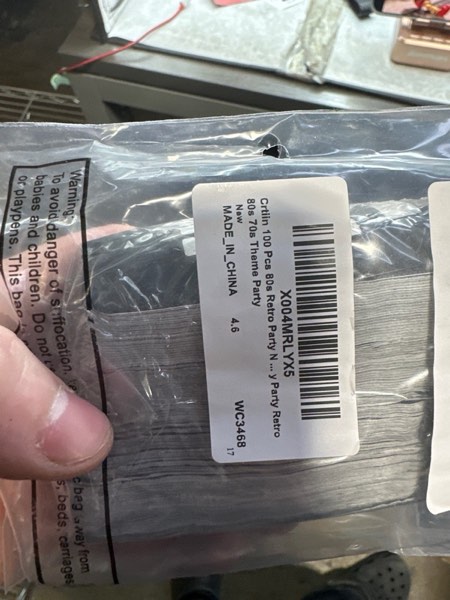 X004MRLYX5
Crtiin 100 Pcs 80s Retro Party N ... y Party Retro
80s 70s Theme Party
New
MADE_IN_CHINA 4.6 WC3468
17
Warning:
To avoid danger of suffocation,
babies and children. Do not
or playpens. This bag
bag away from
beds, carriages